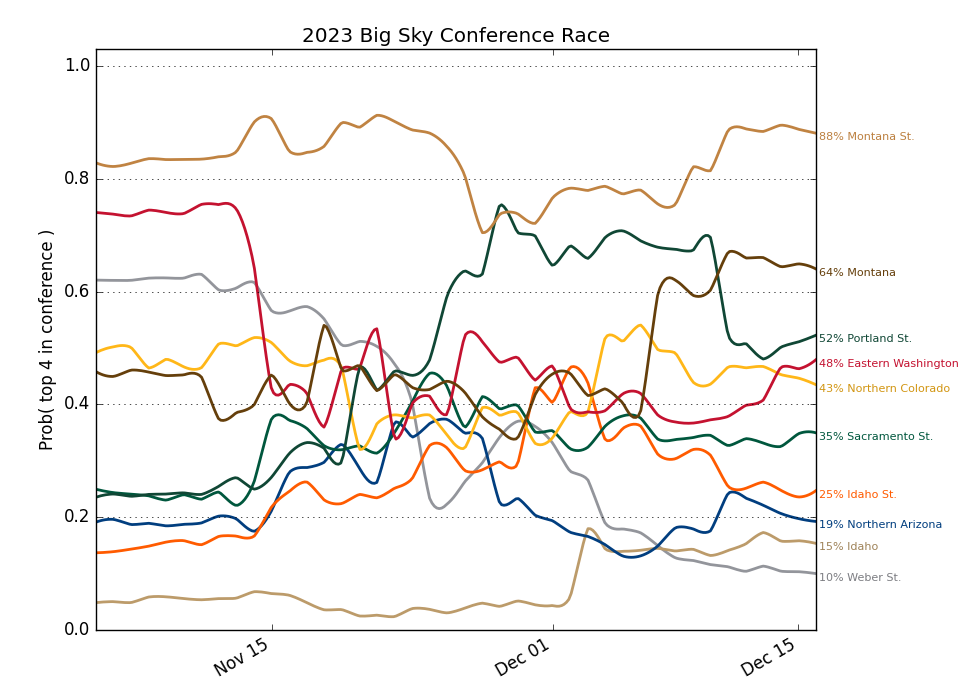 2023 Big Sky Conference Race
Prob( top 4 in conference )
1.0
0.8
0.6
0.4
0.2
0.0
Nov 15
Dec 01
Dec 15
88% Montana St.
64% Montana
52% Portland St.
48% Eastern Washington
43% Northern Colorado
35% Sacramento St.
25% Idaho St.
19% Northern Arizona
15% Idaho
10% Weber St.